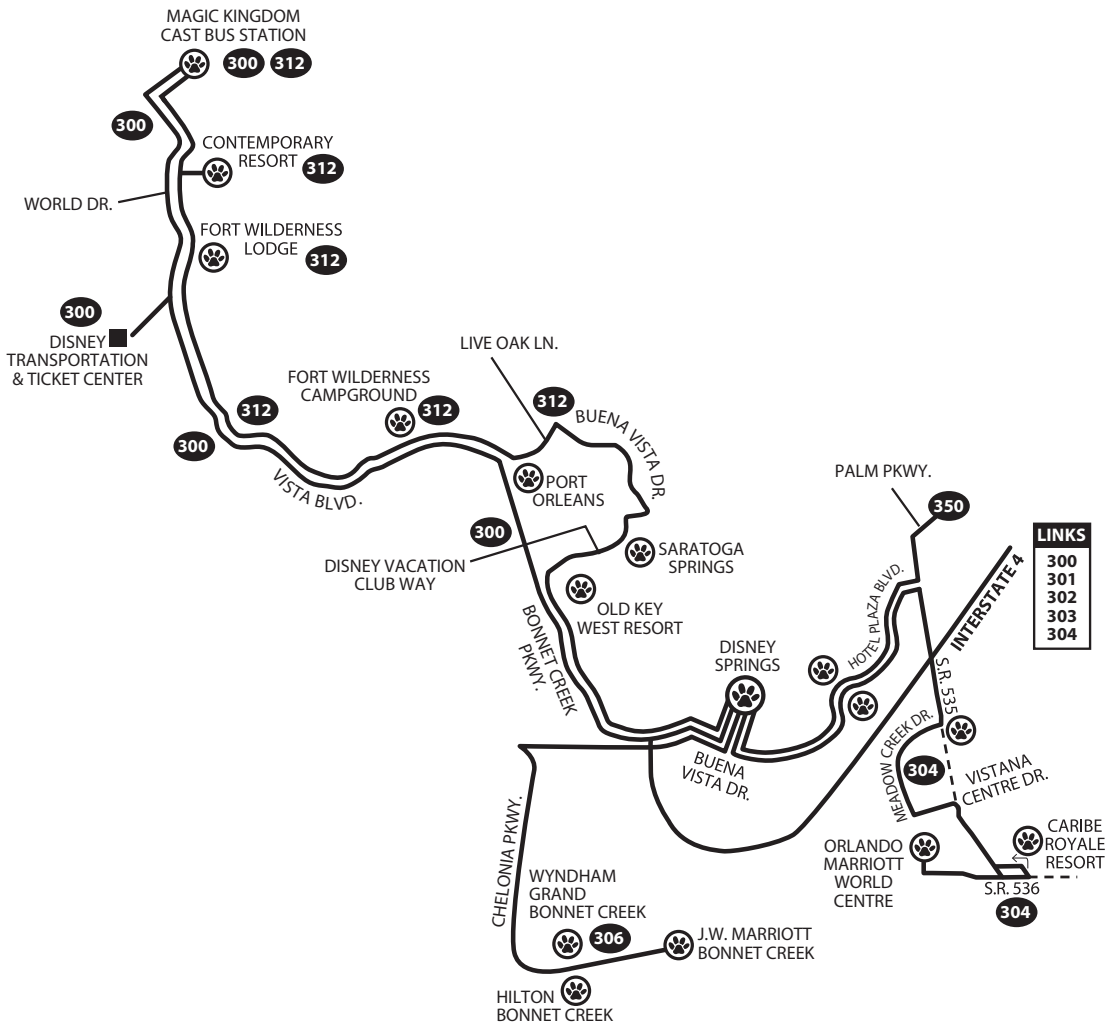 MAGIC KINGDOM
CAST BUS STATION
300
312
300
CONTEMPORARY
RESORT
312
WORLD DR.
FORT WILDERNESS
LODGE
312
300
DISNEY
TRANSPORTATION
& TICKET CENTER
LIVE OAK LN.
FORT WILDERNESS
CAMPGROUND
312
312
300
312
BUENA VISTA DR.
VISTA BLVD.
PORT
ORLEANS
PALM PKWY.
350
300
DISNEY VACATION
CLUB WAY
SARATOGA
SPRINGS
OLD KEY
WEST RESORT
LINKS
300
301
302
303
304
INTERSTATE 4
HOTEL PLAZA BLVD.
BONNET CREEK
PKWY.
DISNEY
SPRINGS
S.R. 535
BUENA
VISTA DR.
MEADOW CREEK DR.
304
VISTANA
CENTRE DR.
CHELONIA PKWY.
ORLANDO
MARRIOTT
WORLD
CENTRE
CARIBE
ROYALE
RESORT
S.R. 536
304
WYNDHAM
GRAND
BONNET CREEK
306
J.W. MARRIOTT
BONNET CREEK
HILTON
BONNET CREEK